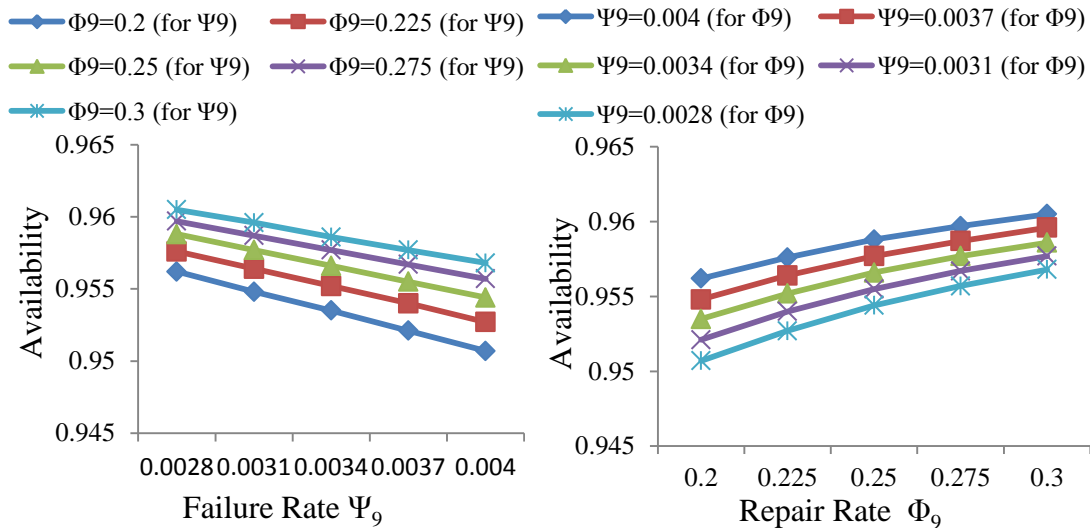 Φ9=0.2 (for Ψ9) Φ9=0.225 (for Ψ9)
Φ9=0.25 (for Ψ9) Φ9=0.275 (for Ψ9)
Φ9=0.3 (for Ψ9)
0.965
0.96
0.955
0.95
0.945
Availability
0.0028 0.0031 0.0034 0.0037 0.004
Failure Rate Ψ9
Ψ9=0.004 (for Φ9) Ψ9=0.0037 (for Φ9)
Ψ9=0.0034 (for Φ9) Ψ9=0.0031 (for Φ9)
Ψ9=0.0028 (for Φ9)
0.965
0.96
0.955
0.95
0.945
Availability
0.2 0.225 0.25 0.275 0.3
Repair Rate Φ9